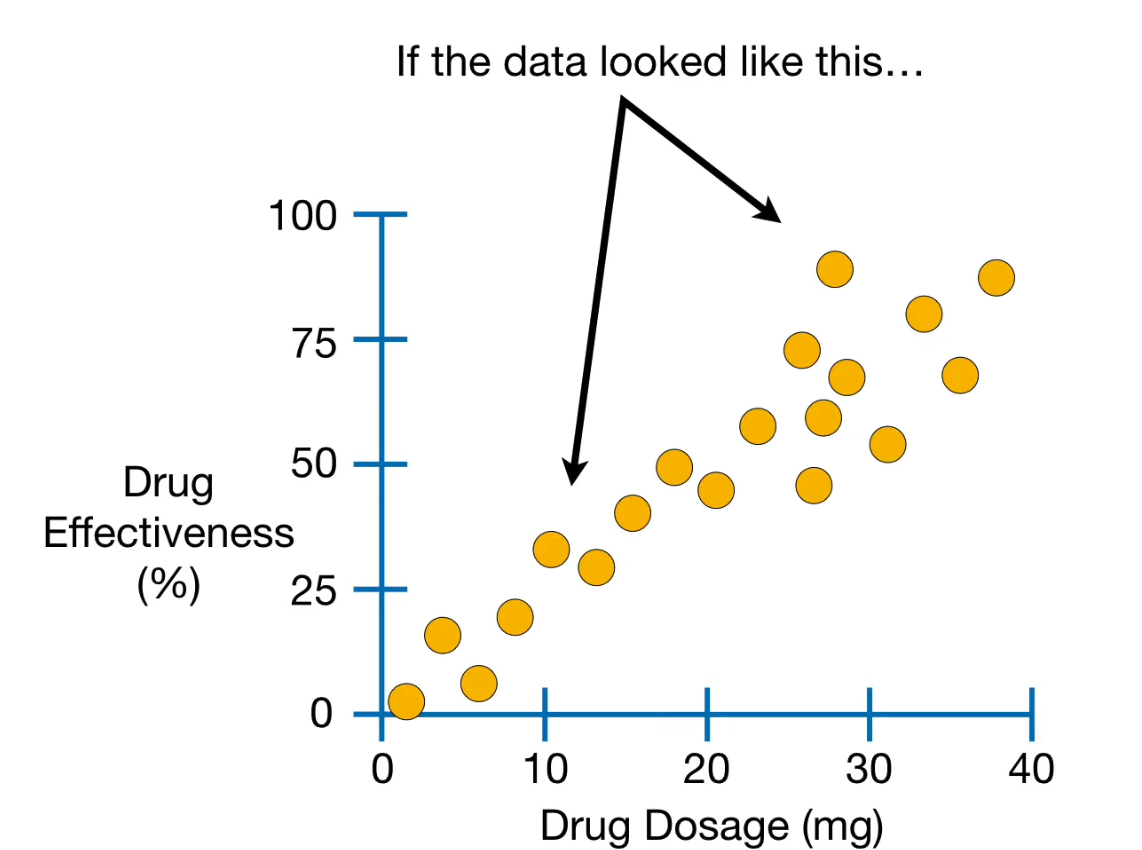 If the data looked like this…
100
75
50
25
0
Drug
Effectiveness
(%)
0 10 20 30 40
Drug Dosage (mg)